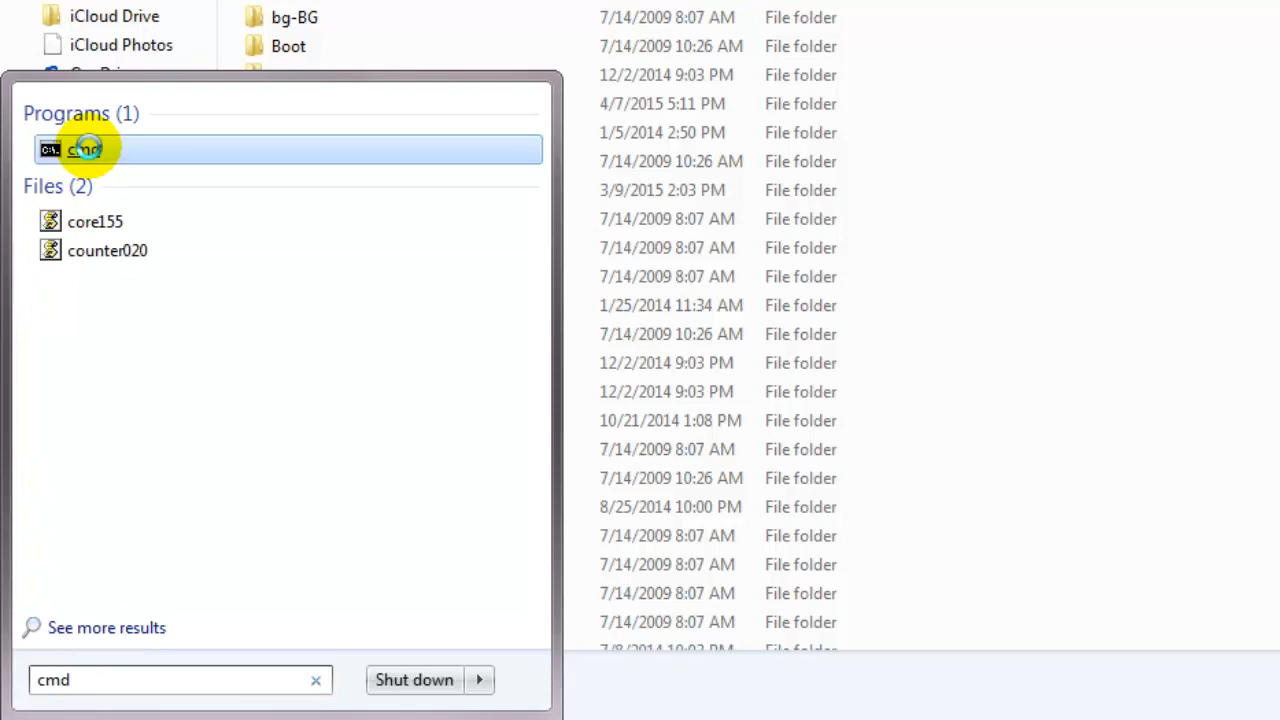 iCloud Drive
bg-BG
7/14/2009 8:07 AM
File folder
iCloud Photos
Boot
7/14/2009 10:26 AM
File folder
12/2/2014 9:03 PM
File folder
4/7/2015 5:11 PM
File folder
1/5/2014 2:50 PM
File folder
7/14/2009 10:26 AM
File folder
3/9/2015 2:03 PM
File folder
7/14/2009 8:07 AM
File folder
7/14/2009 8:07 AM
File folder
7/14/2009 8:07 AM
File folder
1/25/2014 11:34 AM
File folder
7/14/2009 10:26 AM
File folder
12/2/2014 9:03 PM
File folder
12/2/2014 9:03 PM
File folder
10/21/2014 1:08 PM
File folder
7/14/2009 8:07 AM
File folder
7/14/2009 10:26 AM
File folder
8/25/2014 10:00 PM
File folder
7/14/2009 8:07 AM
File folder
7/14/2009 8:07 AM
File folder
7/14/2009 8:07 AM
File folder
7/14/2009 8:07 AM
File folder
Programs (1)
cmd
Files (2)
core155
counter020
See more results
cmd
Shut down